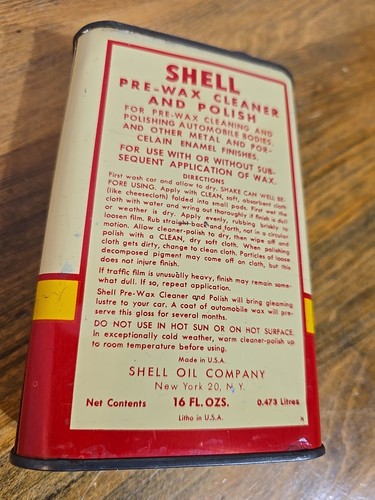 SHELL
PRE-WAX CLEANER
AND POLISH
FOR PRE-WAX CLEANING AND
POLISHING AUTOMOBILE BODIES,
AND OTHER METAL AND POR-
CELAIN ENAMEL FINISHES.
FOR USE WITH OR WITHOUT SUB-
SEQUENT APPLICATION OF WAX.
DIRECTIONS
First wash car and allow to dry. SHAKE CAN WELL BE-
FORE USING. Apply with CLEAN, soft, absorbent cloth
(like cheesecloth) folded into small pads. First wet the
cloth with water and wring out thoroughly if finish is dull
or weather is dry. Apply evenly, rubbing briskly to
loosen film. Rub straight back and forth, not in a circular
motion. Allow cleaner-polish to dry, then wipe off and
polish with a CLEAN, dry soft cloth. When polishing
cloth gets dirty, change to clean cloth. Particles of loose
decomposed pigment may come off on cloth, but this
does not injure finish.
If traffic film is unusually heavy, finish may remain some-
what dull. If so, repeat application.
Shell Pre-Wax Cleaner and Polish will bring gleaming
lustre to your car. A coat of automobile wax will pre-
serve this gloss for several months.
DO NOT USE IN HOT SUN OR ON HOT SURFACE.
In exceptionally cold weather, warm cleaner-polish up
to room temperature before using.
Made in U.S.A.
SHELL OIL COMPANY
New York 20, N.Y.
Net Contents 16 FL. OZS. 0.473 Litres
Litho in U.S.A.